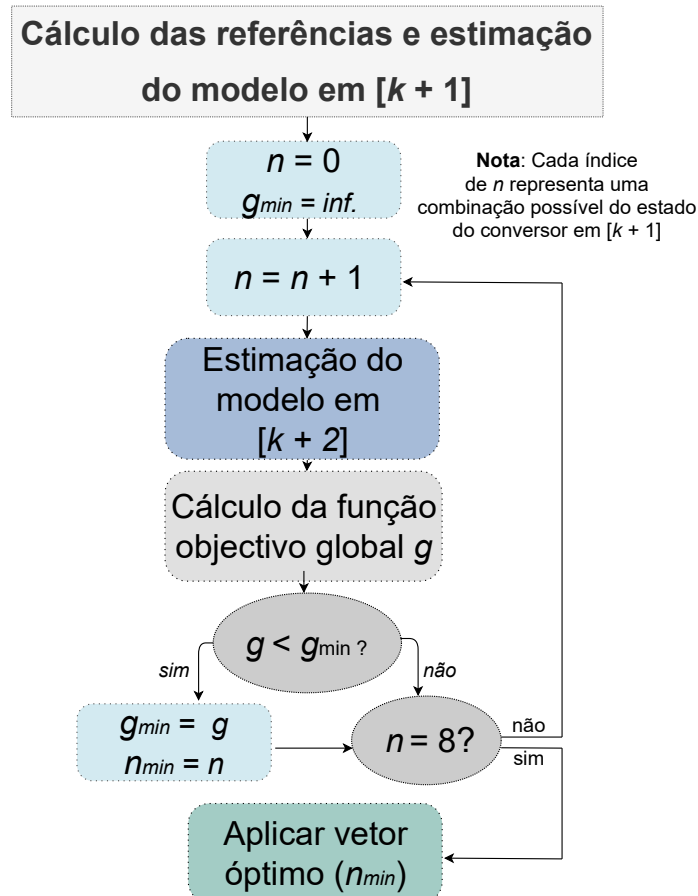 Cálculo das referências e estimação
do modelo em [k + 1]
n = 0
gmin = inf.
Nota: Cada índice
de n representa uma
combinação possível do estado
do conversor em [k + 1]
n = n + 1
Estimação do
modelo em
[k + 2]
Cálculo da função
objectivo global g
g < gmin ?
sim
não
gmin = g
nmin = n
n = 8?
não
sim
Aplicar vetor
óptimo (nmin)